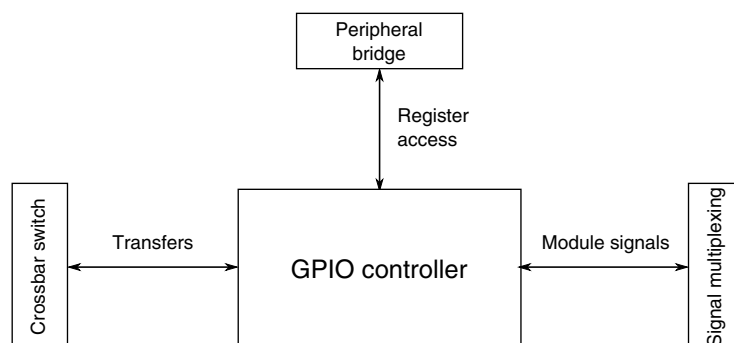 Peripheral
bridge
Register
access
Crossbar switch
Transfers
GPIO controller
Module signals
Signal multiplexing